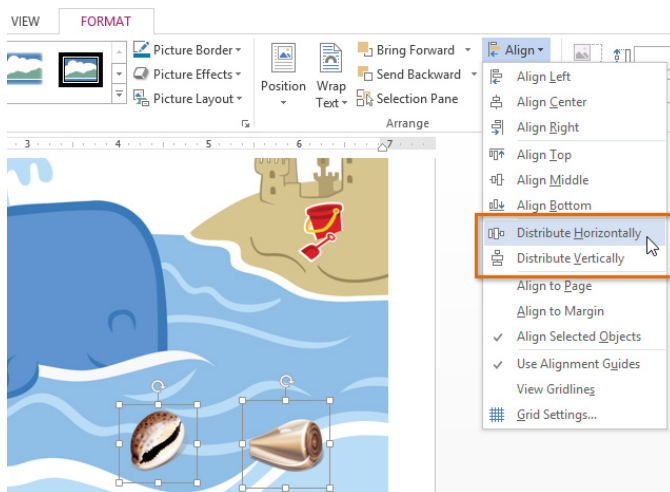 VIEW FORMAT
Picture Border
Picture Effects
Picture Layout
Position
Wrap
Text
Bring Forward
Send Backward
Selection Pane
Arrange
Align
Align Left
Align Center
Align Right
Align Top
Align Middle
Align Bottom
Distribute Horizontally
Distribute Vertically
Align to Page
Align to Margin
Align Selected Objects
Use Alignment Guides
View Gridlines
Grid Settings...
3 4 5 6 7